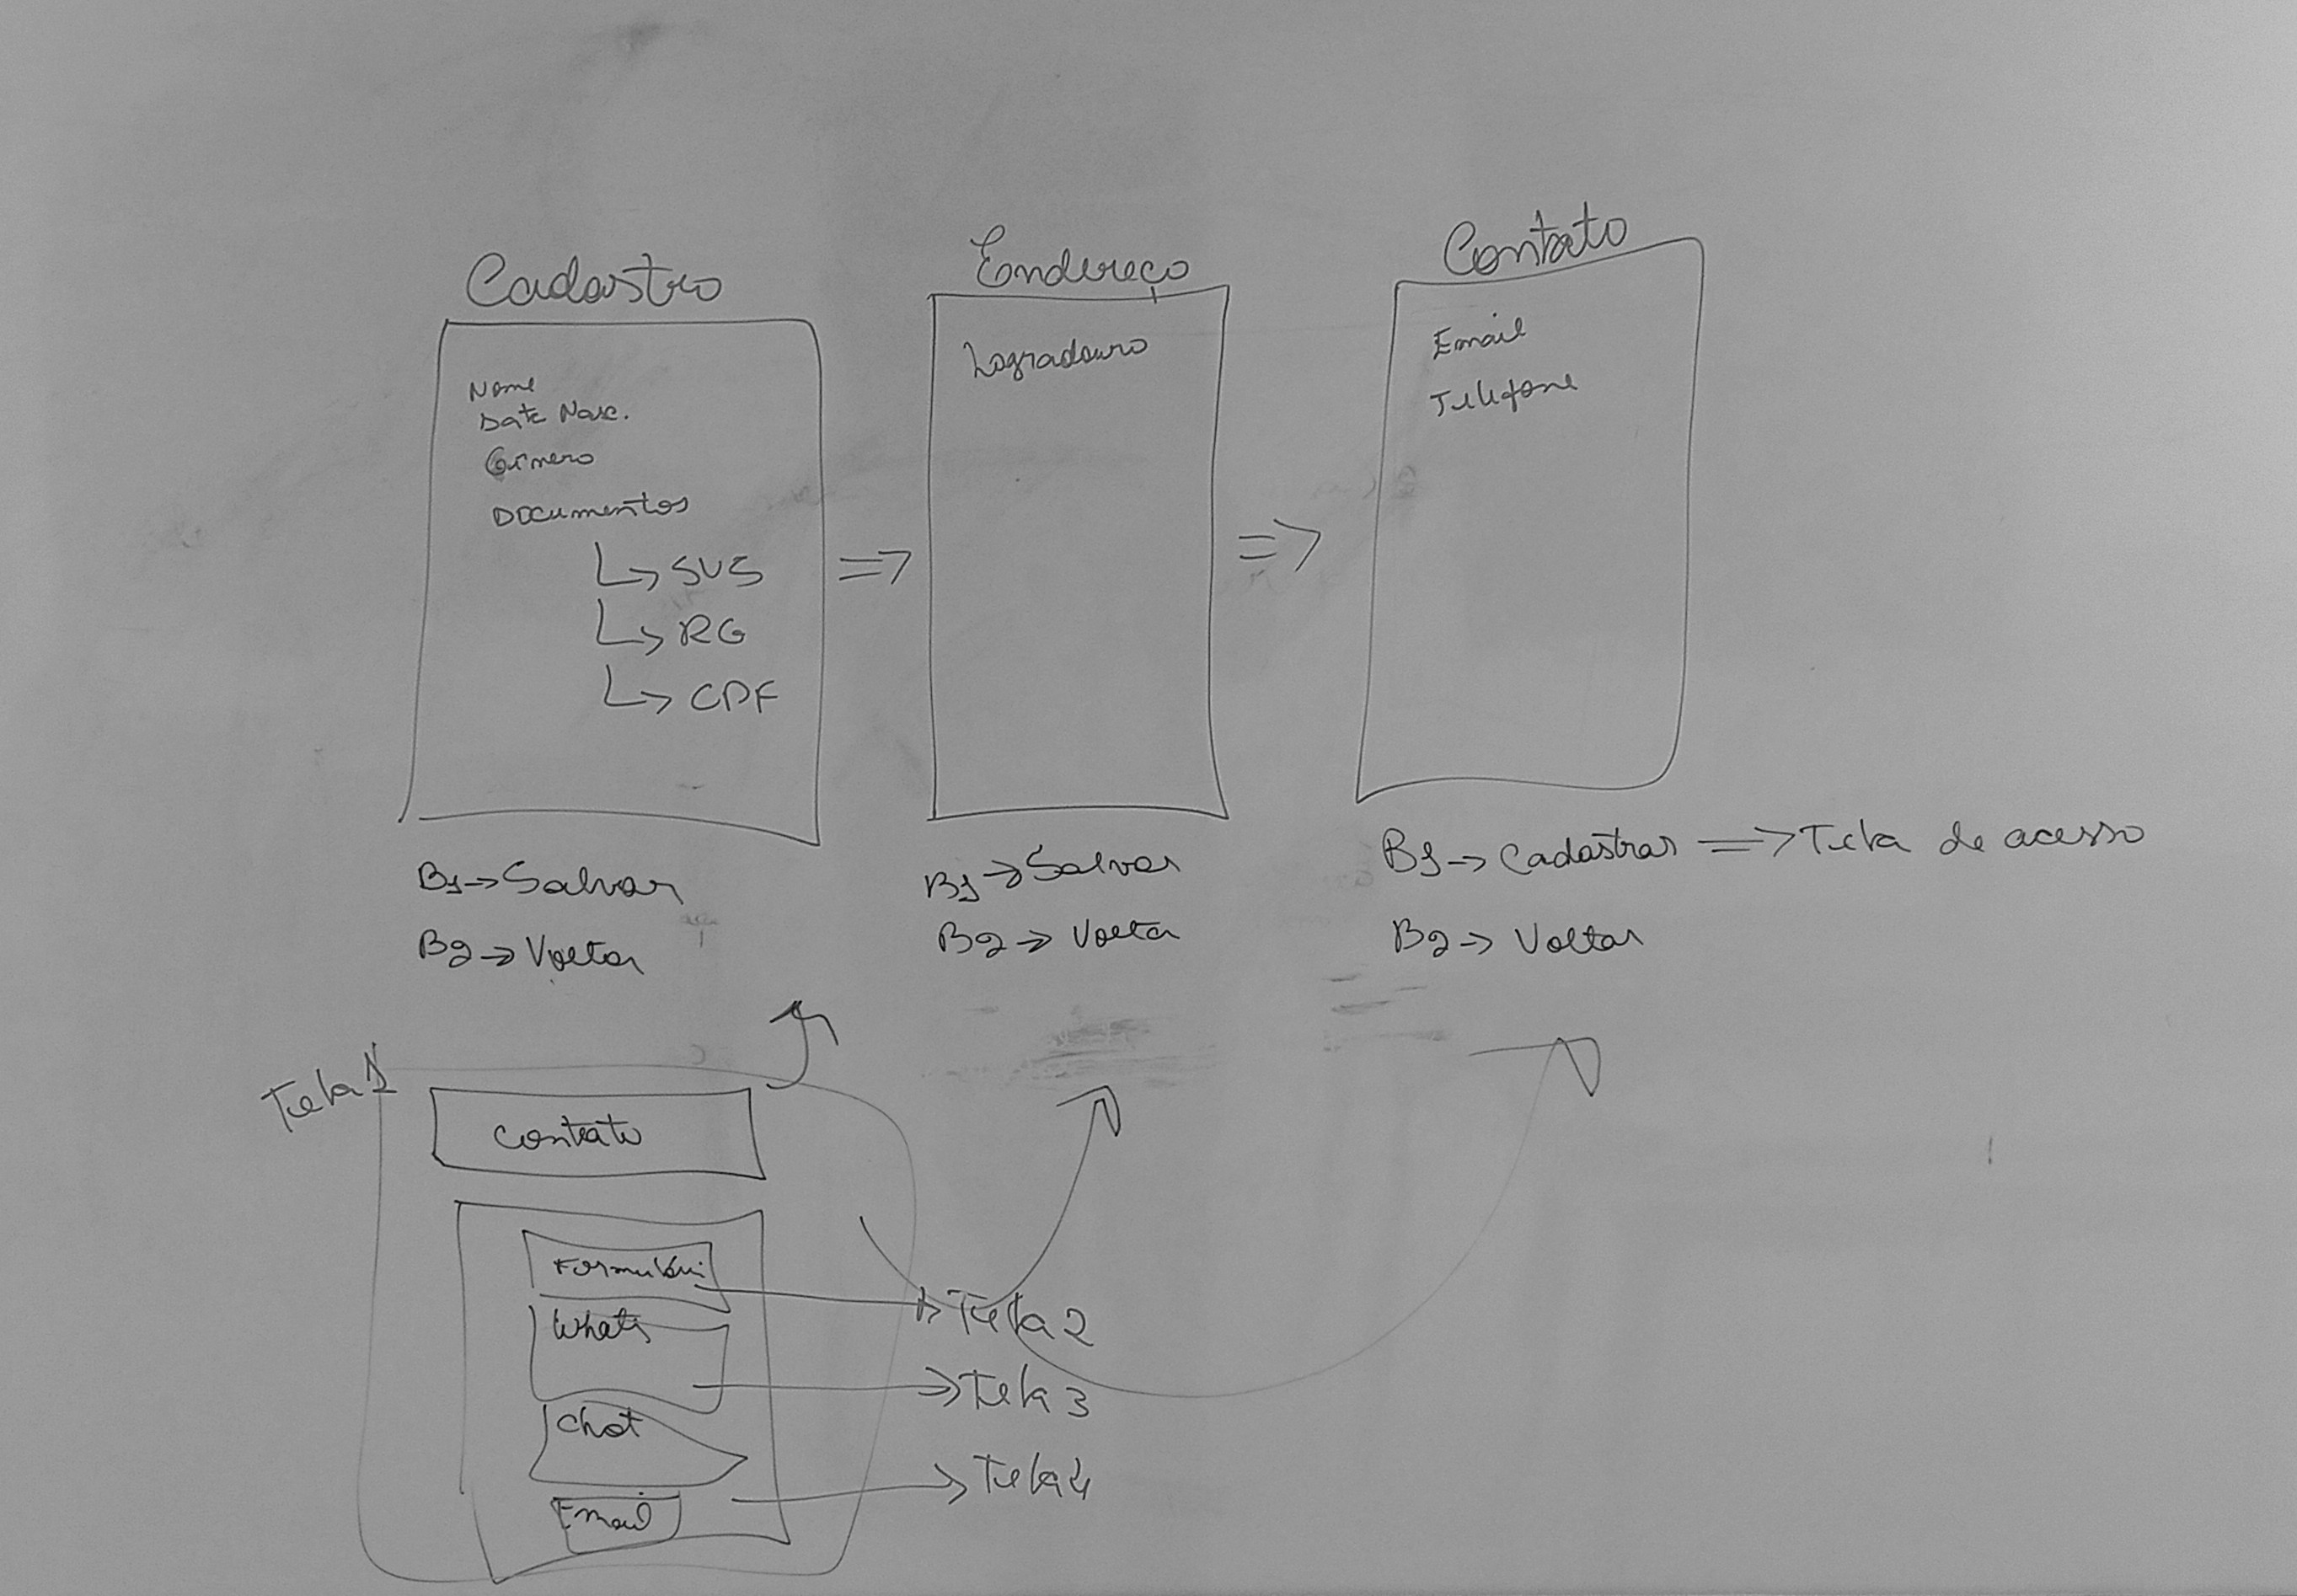 Cadastro
Nome
Data Nasc.
Gênero
Documentos
↳ SUS
↳ RG
↳ CPF
B1 → Salvar
B2 → Voltar
⇒
Endereço
Logradouro
B1 → Salvar
B2 → Voltar
⇒
Contato
Email
Telefone
B1 → Cadastrar ⇒ Tela de acesso
B2 → Voltar
Tela 1
Contato
Formulári → Tela 2
Whats → Tela 3
Chat
Email → Tela 4